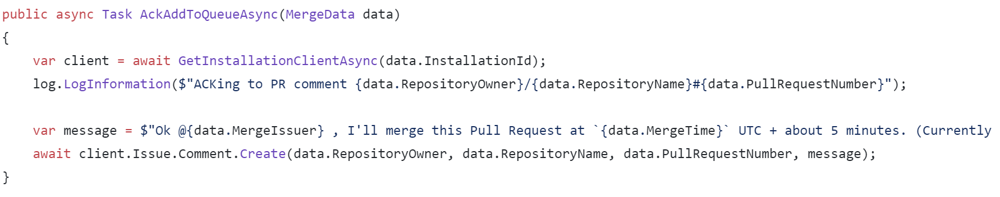 public async Task AckAddToQueueAsync(MergeData data)
{
    var client = await GetInstallationClientAsync(data.InstallationId);
    log.LogInformation($"ACKing to PR comment {data.RepositoryOwner}/{data.RepositoryName}#{data.PullRequestNumber}");

    var message = $"Ok @{data.MergeIssuer} , I'll merge this Pull Request at `{data.MergeTime}` UTC + about 5 minutes. (Currently
    await client.Issue.Comment.Create(data.RepositoryOwner, data.RepositoryName, data.PullRequestNumber, message);
}